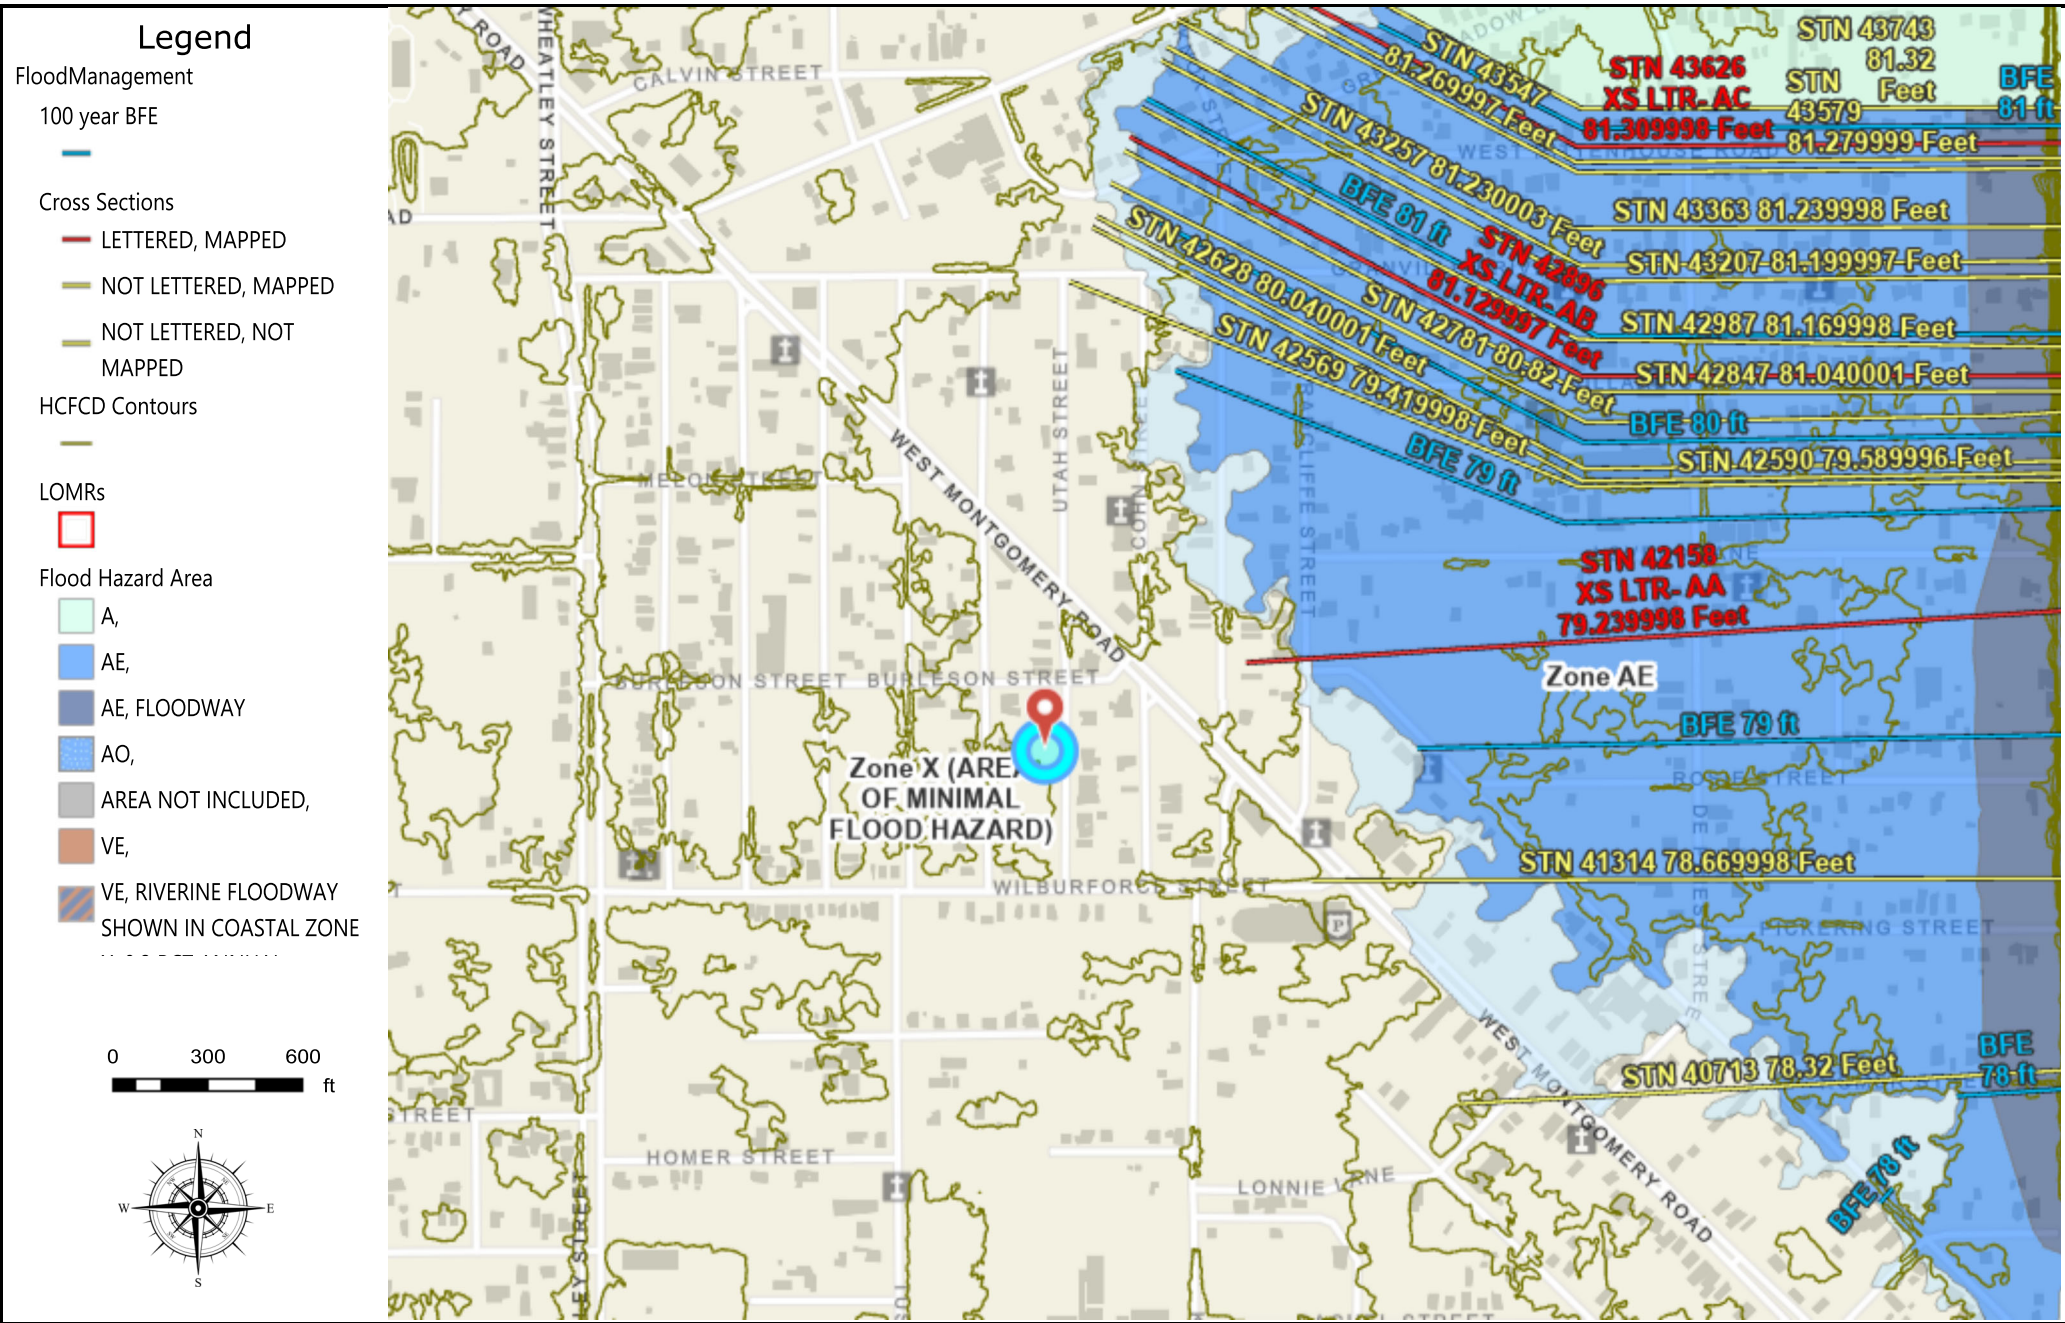 Legend
FloodManagement
100 year BFE
Cross Sections
LETTERED, MAPPED
NOT LETTERED, MAPPED
NOT LETTERED, NOT
MAPPED
HCFCD Contours
LOMRs
Flood Hazard Area
A,
AE,
AE, FLOODWAY
AO,
AREA NOT INCLUDED,
VE,
VE, RIVERINE FLOODWAY
SHOWN IN COASTAL ZONE
0 300 600
ft
N
W E
S
ROAD
WHEATLEY STREET
CALVIN STREET
STN 43547
81.269997 Feet
STN 43626
XS LTR- AC
81.309998 Feet
STN 43743
81.32
Feet
STN
43579
81.279999 Feet
BFE
81 ft
STN 43257 81.230003 Feet
STN 43363 81.239998 Feet
BFE 81 ft
STN 43207 81.199997 Feet
STN 42896
XS LTR- AB
81.129997 Feet
STN 42987 81.169998 Feet
STN 42628 80.040001 Feet
STN 42781 80.82 Feet
STN 42847 81.040001 Feet
STN 42569 79.419998 Feet
BFE 80 ft
BFE 79 ft
STN 42590 79.589996 Feet
UTAH STREET
MELON STREET
WEST MONTGOMERY ROAD
STN 42158
XS LTR- AA
79.239998 Feet
BURLESON STREET
BURLESON STREET
Zone AE
BFE 79 ft
Zone X (AREA
OF MINIMAL
FLOOD HAZARD)
ROSIE STREET
STN 41314 78.669998 Feet
WILBURFORCE STREET
P
PICKERING STREET
WEST MONTGOMERY ROAD
STN 40713 78.32 Feet
BFE
78 ft
BFE 78 ft
STREET
HOMER STREET
LONNIE LANE